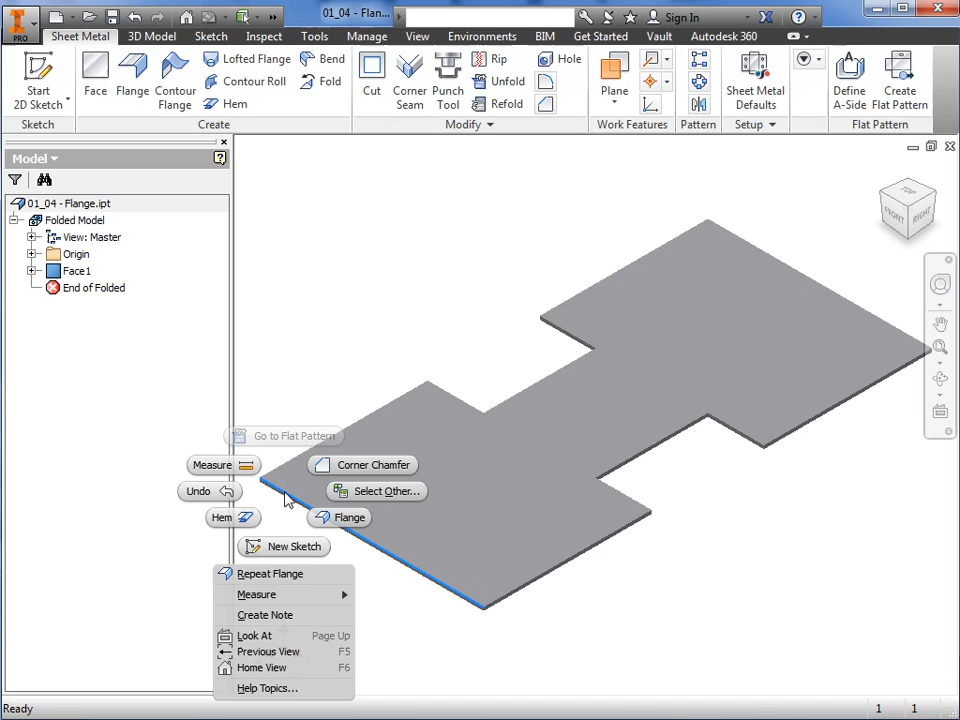 01_04 - Flan...
Sign In
PRO
Sheet Metal
3D Model
Sketch
Inspect
Tools
Manage
View
Environments
BIM
Get Started
Vault
Autodesk 360
Start
2D Sketch
Face
Flange
Contour
Flange
Lofted Flange
Contour Roll
Hem
Bend
Fold
Cut
Corner
Seam
Punch
Tool
Rip
Unfold
Refold
Hole
Plane
Sheet Metal
Defaults
Define
A-Side
Create
Flat Pattern
Sketch
Create
Modify
Work Features
Pattern
Setup
Flat Pattern
Model
01_04 - Flange.ipt
Folded Model
View: Master
Origin
Face1
End of Folded
TOP
FRONT
RIGHT
Go to Flat Pattern
Measure
Corner Chamfer
Undo
Select Other...
Hem
Flange
New Sketch
Repeat Flange
Measure
Create Note
Look At Page Up
Previous View F5
Home View F6
Help Topics...
Ready
1 1